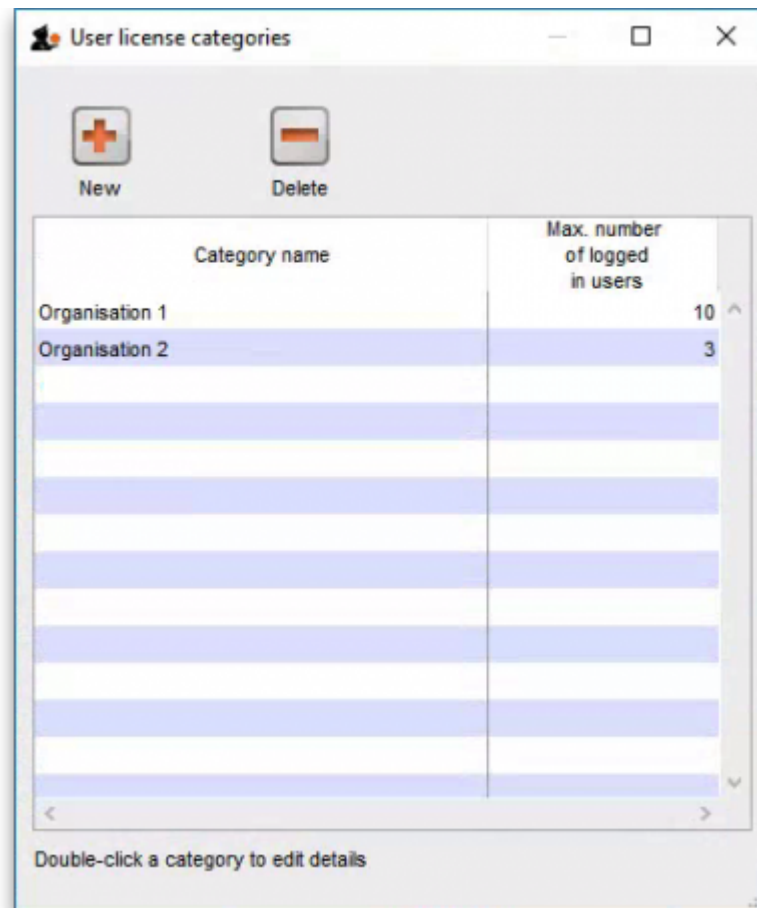 User license categories
New Delete
Category name
Max. number
of logged
in users
Organisation 1 10
Organisation 2 3
Double-click a category to edit details